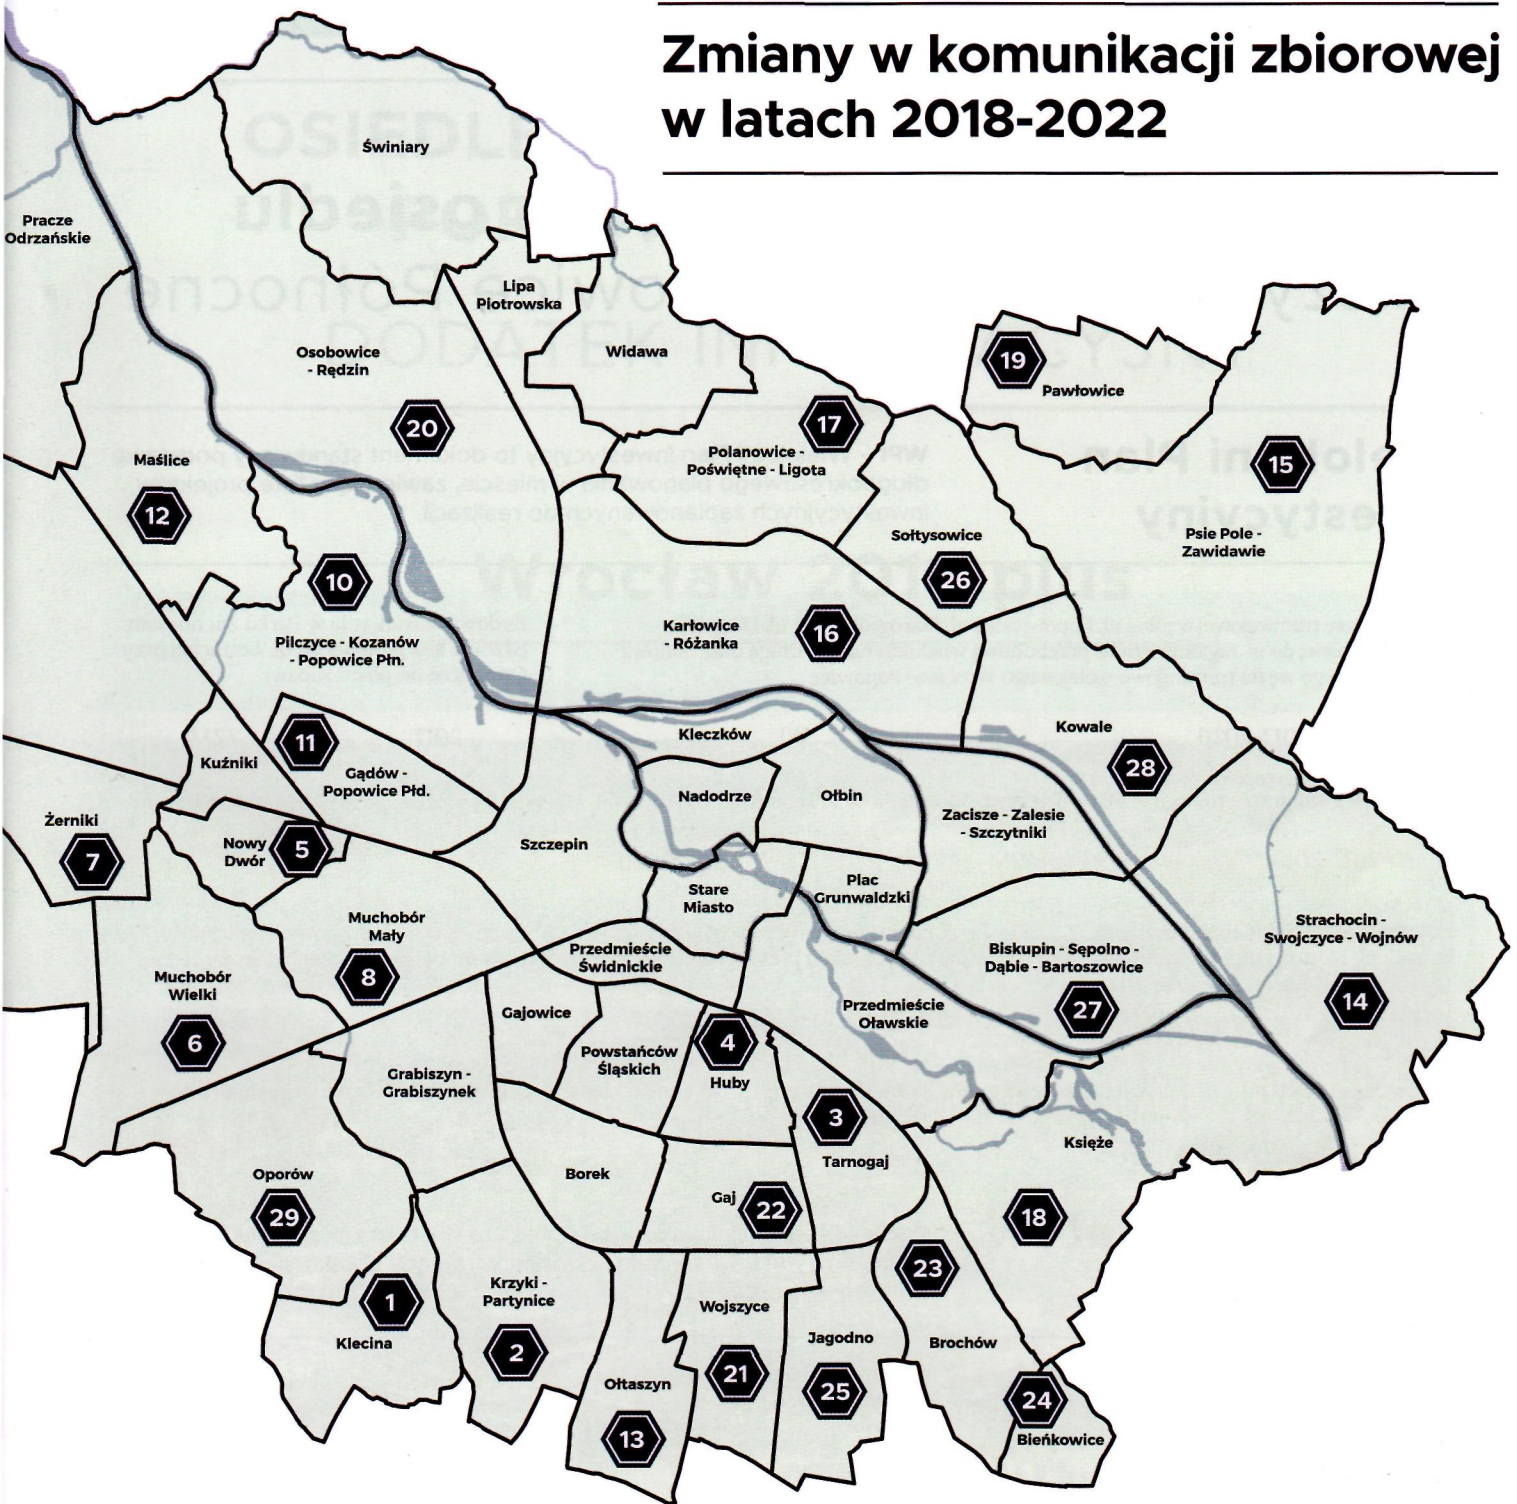 Zmiany w komunikacji zbiorowej
w latach 2018-2022
Świniary
Pracze
Odrzańskie
Lipa
Piotrowska
Osobowice
- Rędzin
Widawa
19
Pawłowice
20
17
Polanowice -
Poświętne - Ligota
15
Maślice
12
Psie Pole -
Zawidawie
Sołtysowice
26
10
Karłowice
- Różanka
16
Pilczyce - Kozanów
- Popowice Płn.
Kleczków
Kowale
28
11
Kuźniki
Gądów -
Popowice Płd.
Nadodrze
Ołbin
Zacisze - Zalesie
- Szczytniki
Żerniki
7
Nowy
Dwór
5
Szczepin
Stare
Miasto
Plac
Grunwaldzki
Muchobór
Mały
8
Strachocin -
Swojczyce - Wojnów
14
Przedmieście
Świdnickie
Biskupin - Sępolno -
Dąbie - Bartoszowice
27
Muchobór
Wielki
6
Gajowice
Przedmieście
Oławskie
Powstańców
Śląskich
4
Huby
Grabiszyn -
Grabiszynek
3
Tarnogaj
Księże
18
Oporów
29
Borek
Gaj
22
23
Brochów
1
Klecina
Krzyki -
Partynice
2
Wojszyce
21
Jagodno
25
Ołtaszyn
13
24
Bieńkowice